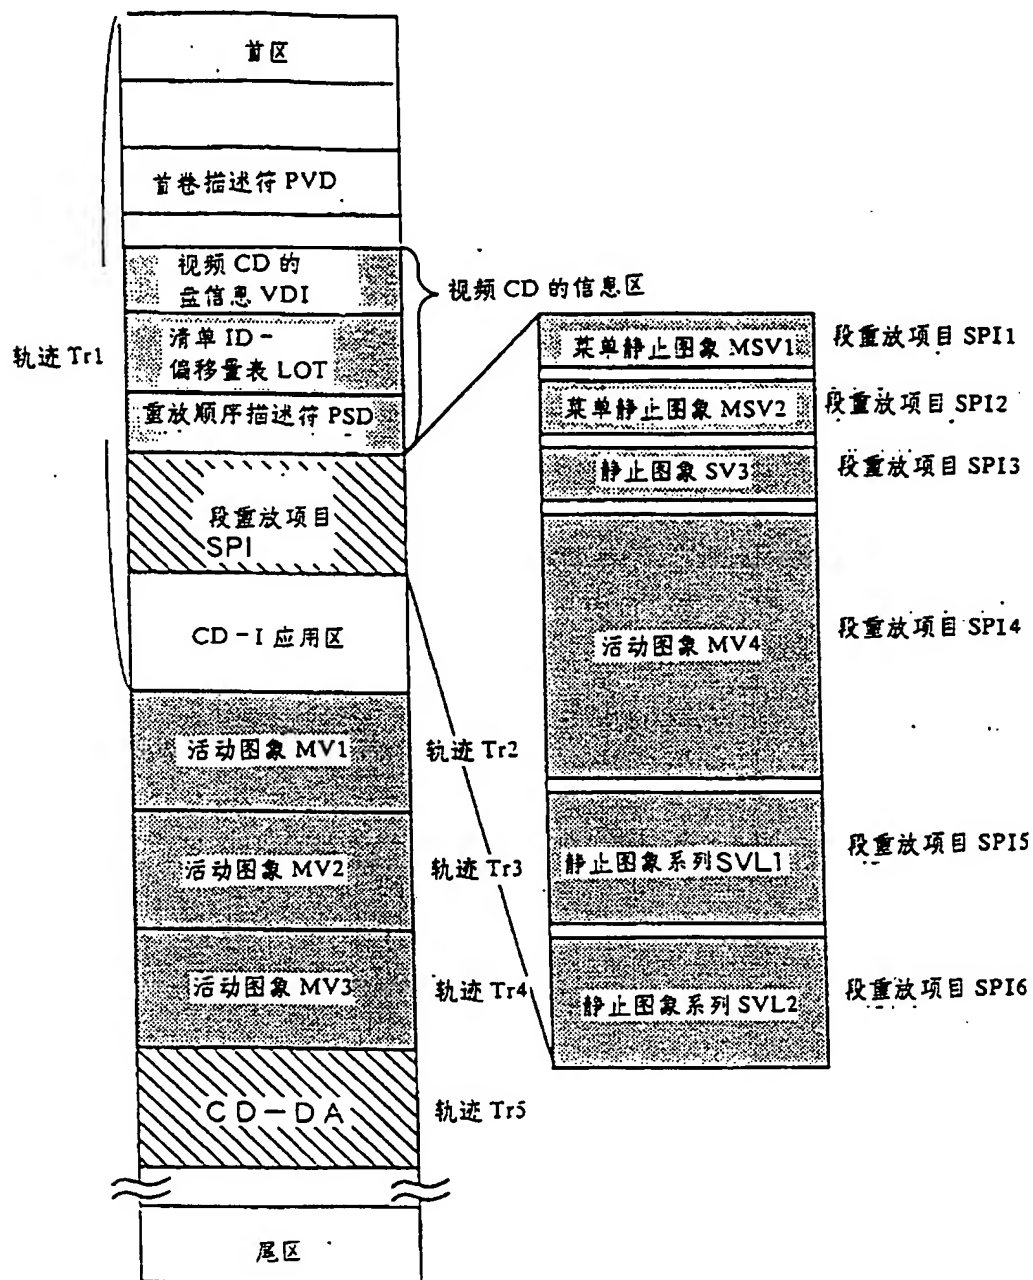 首区
首卷描述符 PVD
视频 CD 的
盘信息 VDI
视频 CD 的信息区
清单 ID-
偏移量表 LOT
轨迹 Tr1
重放顺序描述符 PSD
段重放项目
SPI
CD-I 应用区
活动图象 MV1
轨迹 Tr2
活动图象 MV2
轨迹 Tr3
活动图象 MV3
轨迹 Tr4
CD-DA
轨迹 Tr5
尾区
菜单静止图象 MSV1
段重放项目 SPI1
菜单静止图象 MSV2
段重放项目 SPI2
静止图象 SV3
段重放项目 SPI3
活动图象 MV4
段重放项目 SPI4
静止图象系列 SVL1
段重放项目 SPI5
静止图象系列 SVL2
段重放项目 SPI6